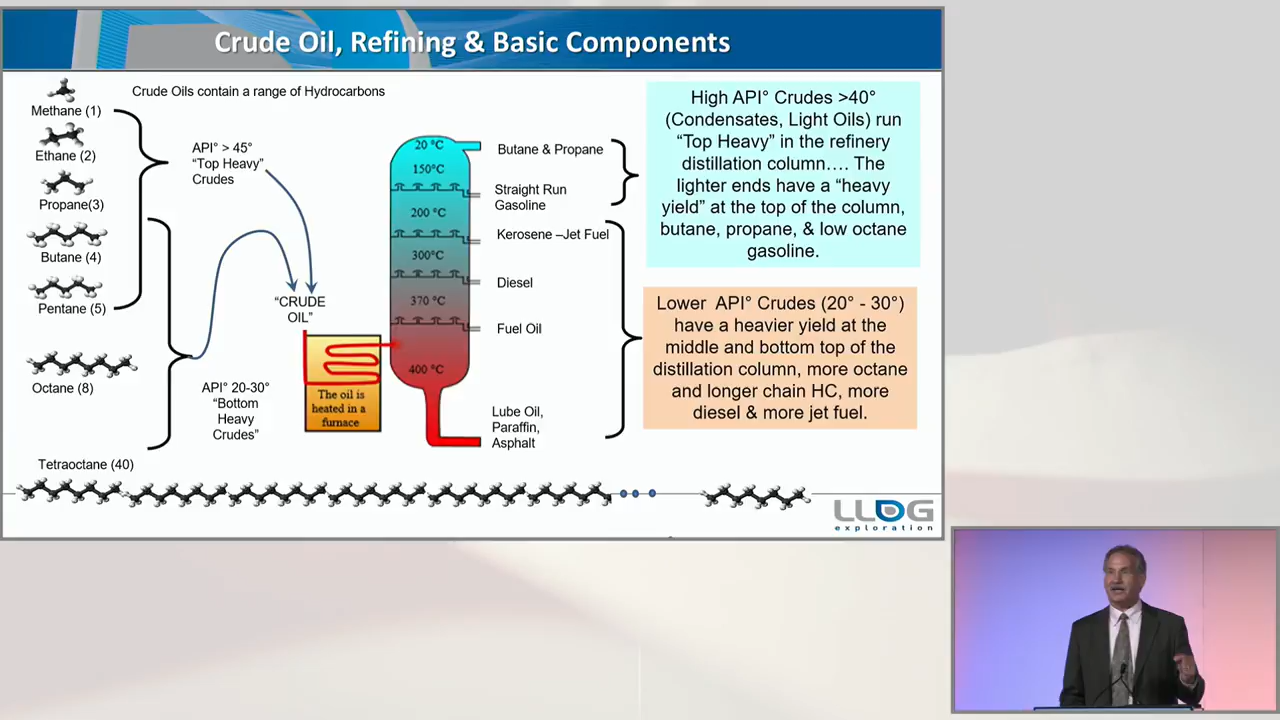 Crude Oil, Refining & Basic Components
Crude Oils contain a range of Hydrocarbons
Methane (1)
Ethane (2)
Propane(3)
Butane (4)
Pentane (5)
Octane (8)
Tetraoctane (40)
API° > 45°
“Top Heavy”
Crudes
“CRUDE
OIL”
API° 20-30°
“Bottom
Heavy
Crudes”
The oil is
heated in a
furnace
20 °C
150°C
200 °C
300°C
370 °C
400 °C
Butane & Propane
Straight Run
Gasoline
Kerosene –Jet Fuel
Diesel
Fuel Oil
Lube Oil,
Paraffin,
Asphalt
High API° Crudes >40°
(Condensates, Light Oils) run
“Top Heavy” in the refinery
distillation column…. The
lighter ends have a “heavy
yield” at the top of the column,
butane, propane, & low octane
gasoline.
Lower API° Crudes (20° - 30°)
have a heavier yield at the
middle and bottom top of the
distillation column, more octane
and longer chain HC, more
diesel & more jet fuel.
LLOG
exploration